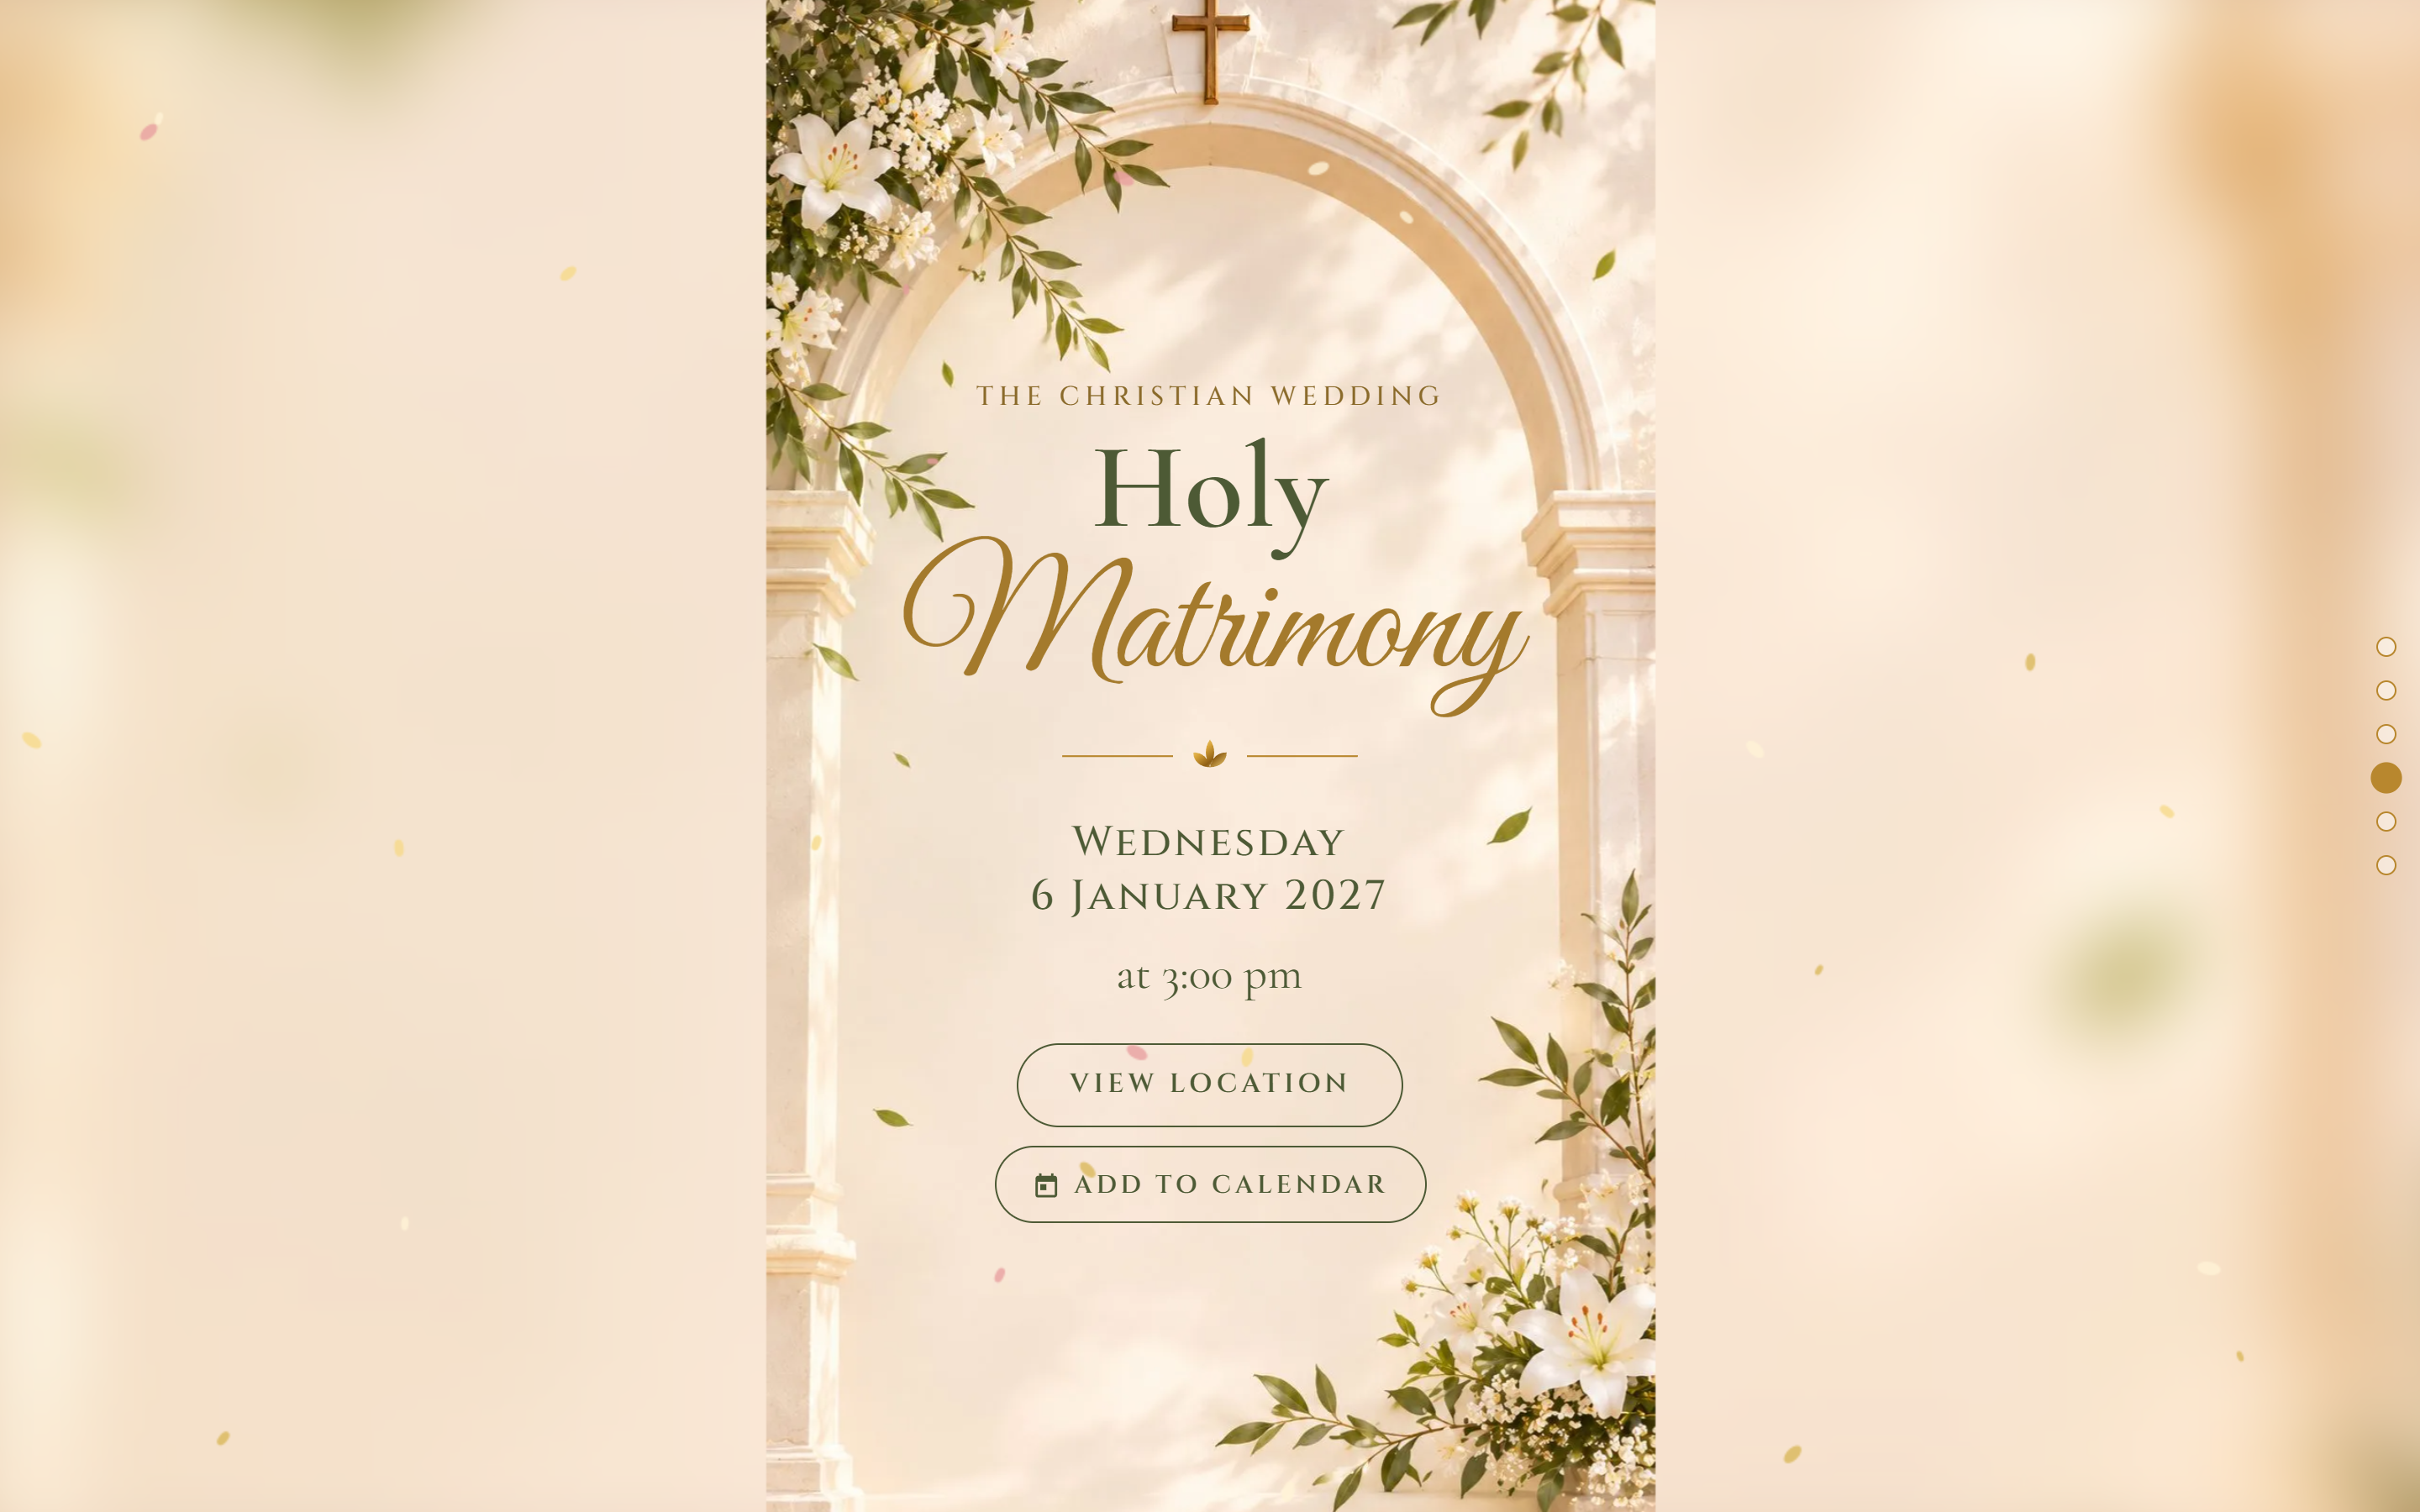 THE CHRISTIAN WEDDING
Holy
Matrimony
Wednesday
6 January 2027
at 3:00 pm
VIEW LOCATION
ADD TO CALENDAR